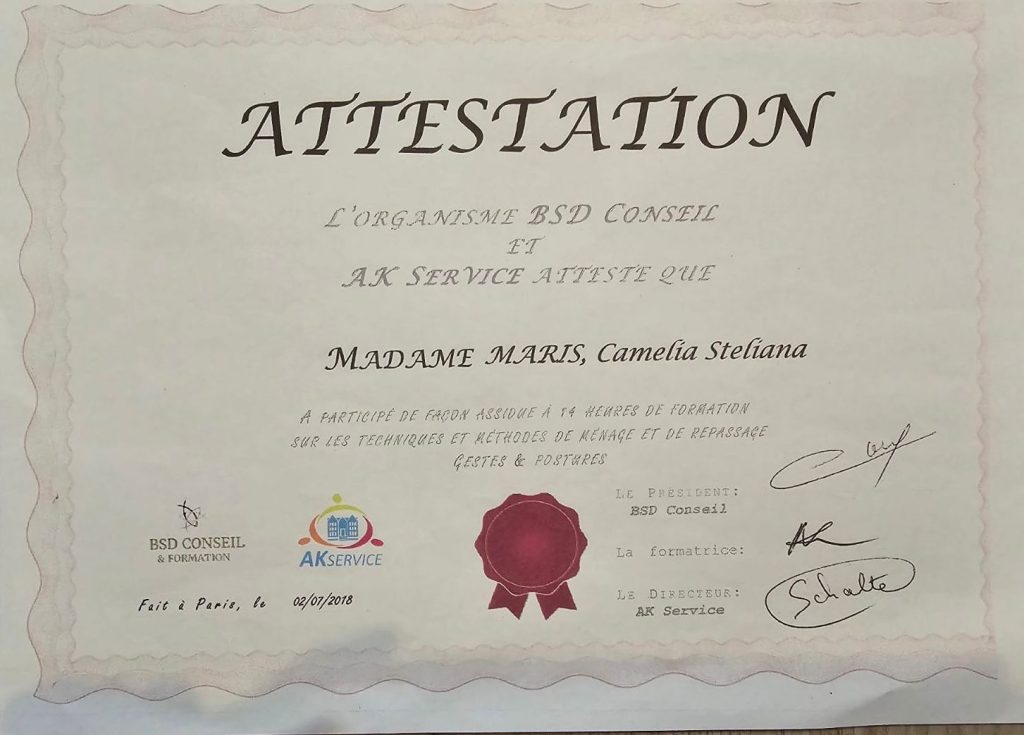 ATTESTATION
L'ORGANISME BSD CONSEIL
ET
AK SERVICE ATTESTE QUE
MADAME MARIS, Camelia Steliana
A PARTICIPÉ DE FAÇON ASSIDUE À 14 HEURES DE FORMATION
SUR LES TECHNIQUES ET MÉTHODES DE MÉNAGE ET DE REPASSAGE
GESTES & POSTURES
LE PRÉSIDENT:
BSD Conseil
BSD CONSEIL
& FORMATION
AKSERVICE
La formatrice:
AK
Fait à Paris, le 02/07/2018
LE DIRECTEUR:
AK Service
Schalte